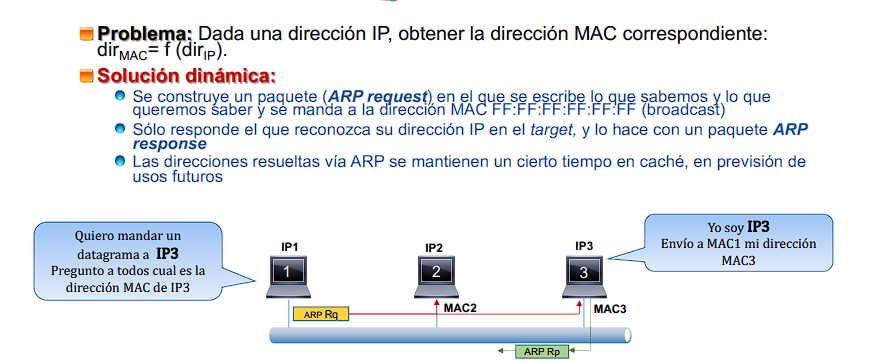 Problema: Dada una dirección IP, obtener la dirección MAC correspondiente:
dirMAC= f (dirIP).
Solución dinámica:
Se construye un paquete (ARP request) en el que se escribe lo que sabemos y lo que
queremos saber y se manda a la dirección MAC FF:FF:FF:FF:FF:FF (broadcast)
Sólo responde el que reconozca su dirección IP en el target, y lo hace con un paquete ARP
response
Las direcciones resueltas vía ARP se mantienen un cierto tiempo en caché, en previsión de
usos futuros
Quiero mandar un
datagrama a IP3
Pregunto a todos cual es la
dirección MAC de IP3
IP1
1
IP2
2
IP3
3
Yo soy IP3
Envío a MAC1 mi dirección
MAC3
ARP Rq
MAC2
MAC3
ARP Rp